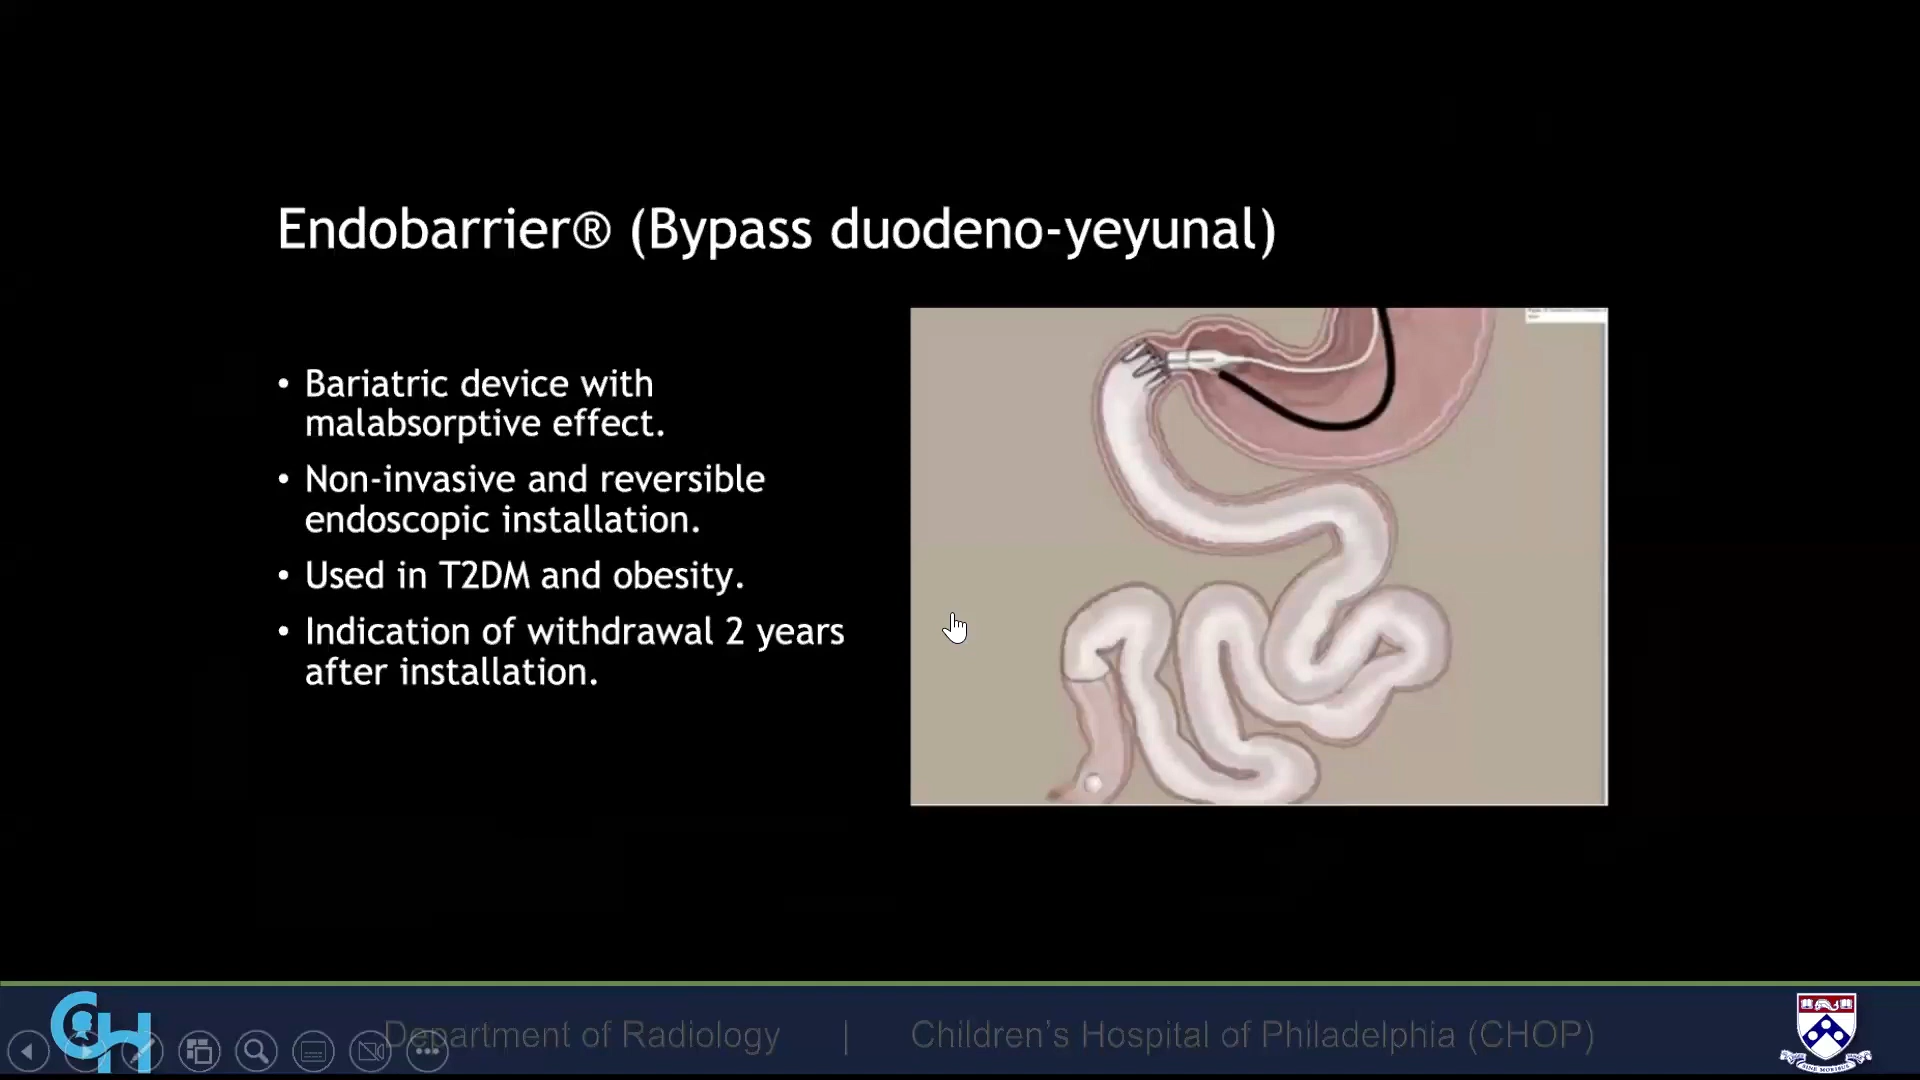 Endobarrier® (Bypass duodeno-yeyunal)
• Bariatric device with
malabsorptive effect.
• Non-invasive and reversible
endoscopic installation.
• Used in T2DM and obesity.
• Indication of withdrawal 2 years
after installation.
CH
Department of Radiology | Children's Hospital of Philadelphia (CHOP)